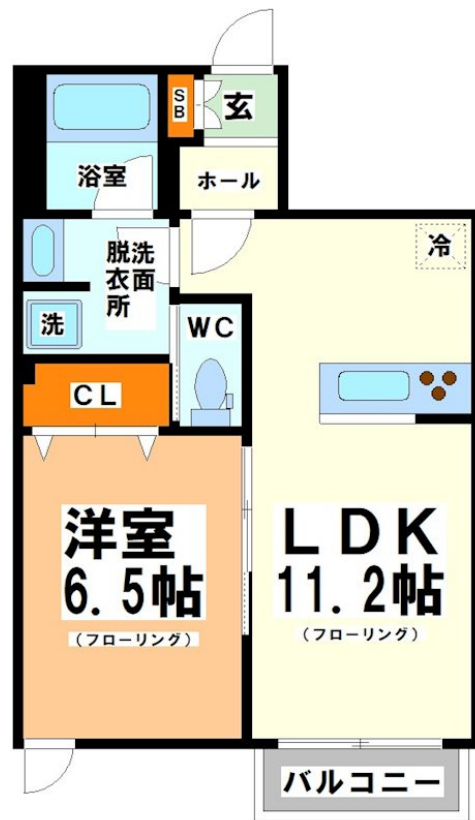 SB
玄
浴室
ホール
洗面
脱衣所
冷
洗
WC
CL
洋室
6.5帖
(フローリング)
LDK
11.2帖
(フローリング)
バルコニー